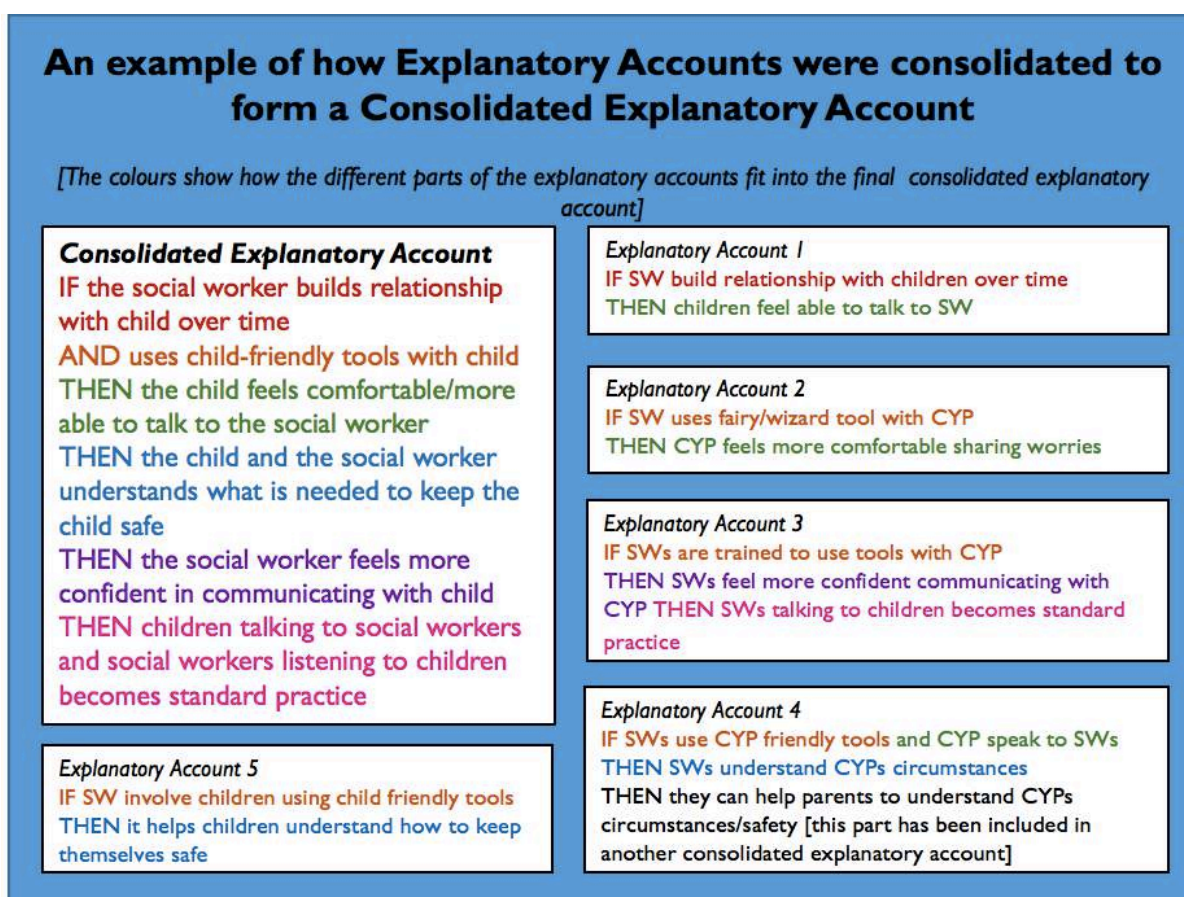 An example of how Explanatory Accounts were consolidated to
form a Consolidated Explanatory Account
[The colours show how the different parts of the explanatory accounts fit into the final consolidated explanatory
account]
Consolidated Explanatory Account
IF the social worker builds relationship
with child over time
AND uses child-friendly tools with child
THEN the child feels comfortable/more
able to talk to the social worker
THEN the child and the social worker
understands what is needed to keep the
child safe
THEN the social worker feels more
confident in communicating with child
THEN children talking to social workers
and social workers listening to children
becomes standard practice
Explanatory Account 5
IF SW involve children using child friendly tools
THEN it helps children understand how to keep
themselves safe
Explanatory Account 1
IF SW build relationship with children over time
THEN children feel able to talk to SW
Explanatory Account 2
IF SW uses fairy/wizard tool with CYP
THEN CYP feels more comfortable sharing worries
Explanatory Account 3
IF SWs are trained to use tools with CYP
THEN SWs feel more confident communicating with
CYP THEN SWs talking to children becomes standard
practice
Explanatory Account 4
IF SWs use CYP friendly tools and CYP speak to SWs
THEN SWs understand CYPs circumstances
THEN they can help parents to understand CYPs
circumstances/safety [this part has been included in
another consolidated explanatory account]